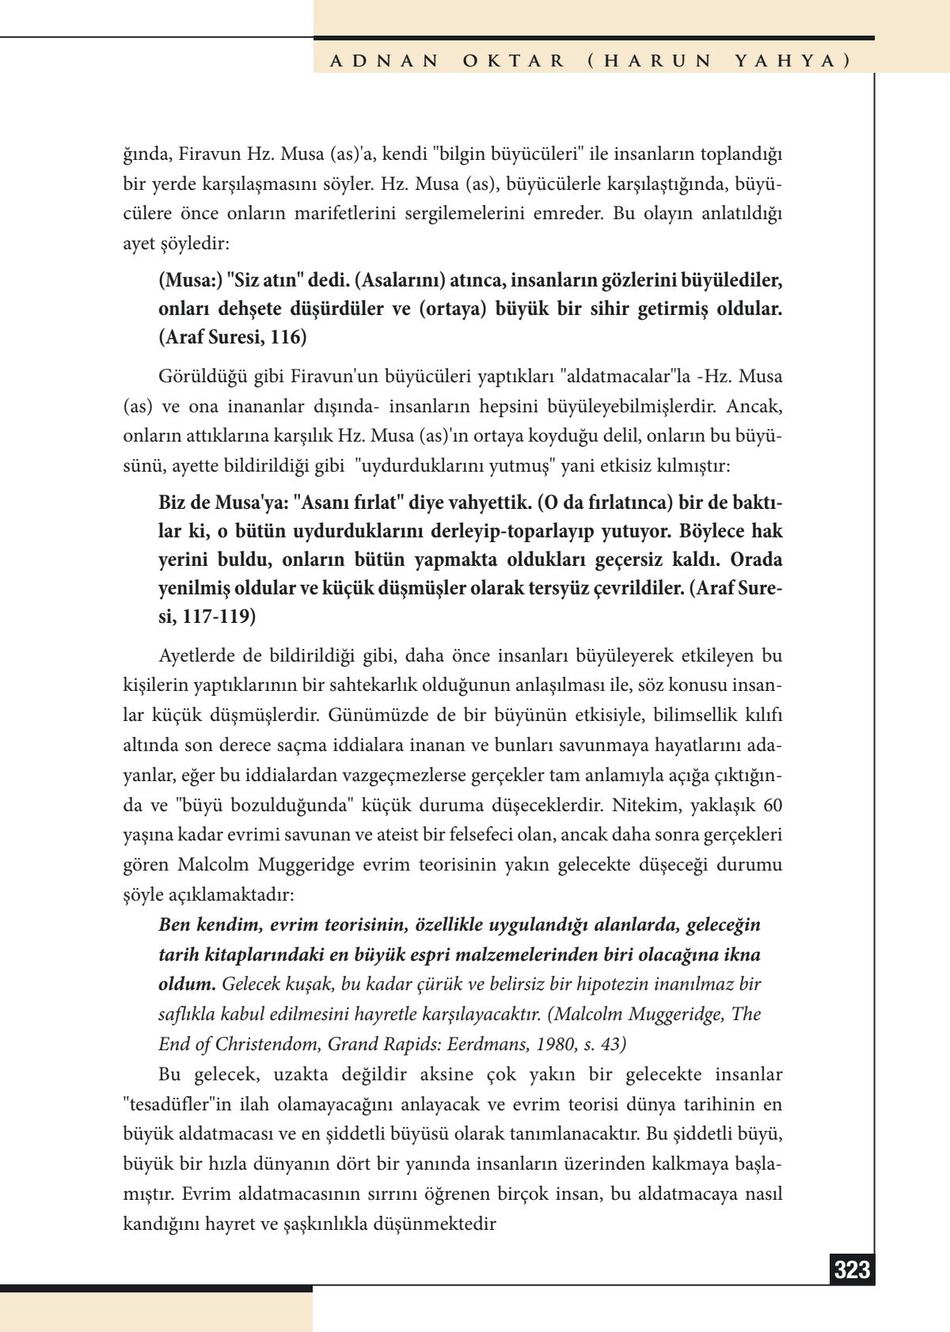 ADNAN OKTAR (HARUN YAHYA)
ğında, Firavun Hz. Musa (as)'a, kendi "bilgin büyücüleri" ile insanların toplandığı
bir yerde karşılaşmasını söyler. Hz. Musa (as), büyücülerle karşılaştığında, büyü-
cülere önce onların marifetlerini sergilemelerini emreder. Bu olayın anlatıldığı
ayet şöyledir:
(Musa:) "Siz atın" dedi. (Asalarını) atınca, insanların gözlerini büyülediler,
onları dehşete düşürdüler ve (ortaya) büyük bir sihir getirmiş oldular.
(Araf Suresi, 116)
Görüldüğü gibi Firavun'un büyücüleri yaptıkları "aldatmacalar"la -Hz. Musa
(as) ve ona inananlar dışında- insanların hepsini büyüleyebilmişlerdir. Ancak,
onların attıklarına karşılık Hz. Musa (as)'ın ortaya koyduğu delil, onların bu büyü-
sünü, ayette bildirildiği gibi "uydurduklarını yutmuş" yani etkisiz kılmıştır:
Biz de Musa'ya: "Asanı fırlat" diye vahyettik. (O da fırlatınca) bir de baktı-
lar ki, o bütün uydurduklarını derleyip-toparlayıp yutuyor. Böylece hak
yerini buldu, onların bütün yapmakta oldukları geçersiz kaldı. Orada
yenilmiş oldular ve küçük düşmüşler olarak tersyüz çevrildiler. (Araf Sure-
si, 117-119)
Ayetlerde de bildirildiği gibi, daha önce insanları büyüleyerek etkileyen bu
kişilerin yaptıklarının bir sahtekarlık olduğunun anlaşılması ile, söz konusu insan-
lar küçük düşmüşlerdir. Günümüzde de bir büyünün etkisiyle, bilimsellik kılıfı
altında son derece saçma iddialara inanan ve bunları savunmaya hayatlarını ada-
yanlar, eğer bu iddialardan vazgeçmezlerse gerçekler tam anlamıyla açığa çıktığın-
da ve "büyü bozulduğunda" küçük duruma düşeceklerdir. Nitekim, yaklaşık 60
yaşına kadar evrimi savunan ve ateist bir felsefeci olan, ancak daha sonra gerçekleri
gören Malcolm Muggeridge evrim teorisinin yakın gelecekte düşeceği durumu
şöyle açıklamaktadır:
Ben kendim, evrim teorisinin, özellikle uygulandığı alanlarda, geleceğin
tarih kitaplarındaki en büyük espri malzemelerinden biri olacağına ikna
oldum. Gelecek kuşak, bu kadar çürük ve belirsiz bir hipotezin inanılmaz bir
saflıkla kabul edilmesini hayretle karşılayacaktır. (Malcolm Muggeridge, The
End of Christendom, Grand Rapids: Eerdmans, 1980, s. 43)
Bu gelecek, uzakta değildir aksine çok yakın bir gelecekte insanlar
"tesadüfler"in ilah olamayacağını anlayacak ve evrim teorisi dünya tarihinin en
büyük aldatmacası ve en şiddetli büyüsü olarak tanımlanacaktır. Bu şiddetli büyü,
büyük bir hızla dünyanın dört bir yanında insanların üzerinden kalkmaya başla-
mıştır. Evrim aldatmacasının sırrını öğrenen birçok insan, bu aldatmacaya nasıl
kandığını hayret ve şaşkınlıkla düşünmektedir
323